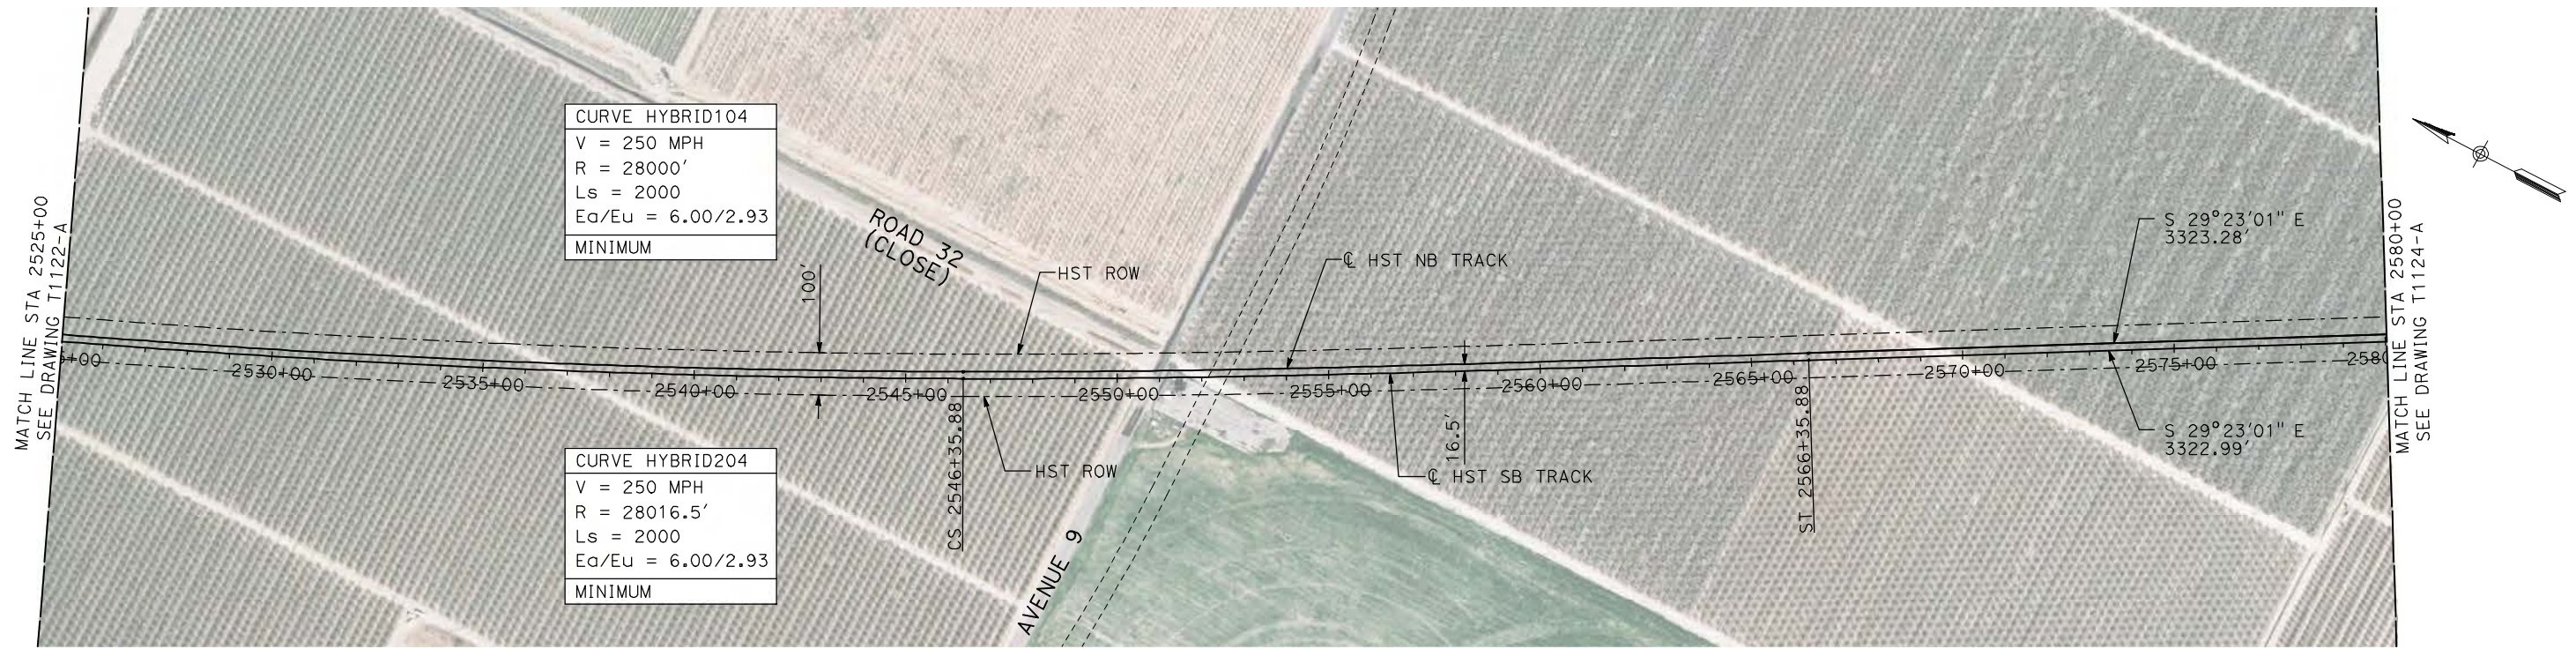 MATCH LINE STA 2525+00
SEE DRAWING T1122-A
CURVE HYBRID104
V = 250 MPH
R = 28000′
Ls = 2000
Ea/Eu = 6.00/2.93
MINIMUM
100′
ROAD 32
(CLOSE)
HST ROW
℄ HST NB TRACK
S 29°23′01" E
3323.28′
+00
2530+00
2535+00
2540+00
2545+00
2550+00
2555+00
2560+00
2565+00
2570+00
2575+00
2580
CS 2546+35.88
HST ROW
16.5′
℄ HST SB TRACK
ST 2566+35.88
S 29°23′01" E
3322.99′
CURVE HYBRID204
V = 250 MPH
R = 28016.5′
Ls = 2000
Ea/Eu = 6.00/2.93
MINIMUM
AVENUE 9
MATCH LINE STA 2580+00
SEE DRAWING T1124-A